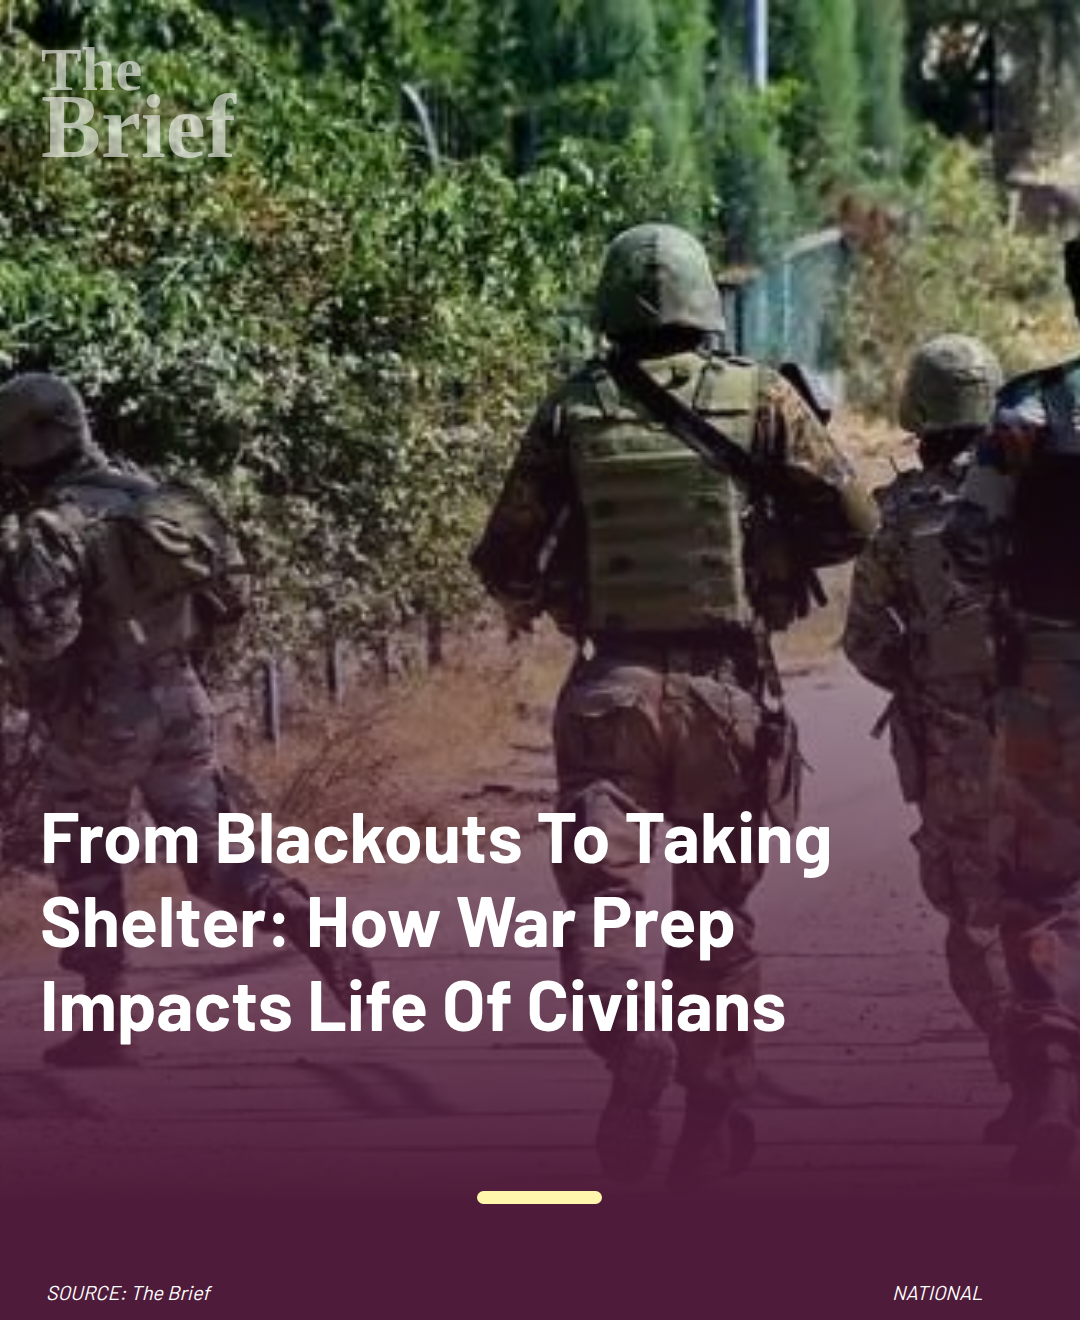 The
Brief
From Blackouts To Taking
Shelter: How War Prep
Impacts Life Of Civilians
SOURCE: The Brief
NATIONAL